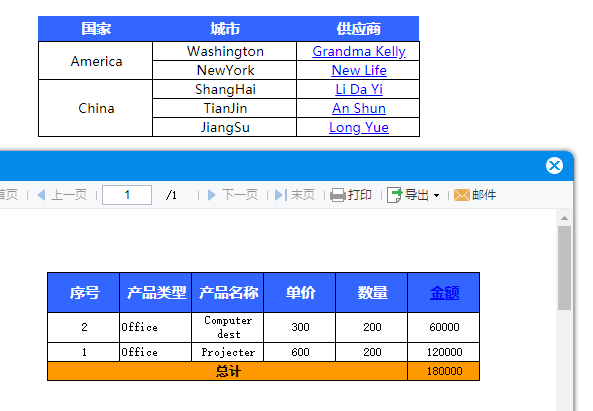 国家 城市 供应商
America Washington Grandma Kelly
NewYork New Life
China ShangHai Li Da Yi
TianJin An Shun
JiangSu Long Yue
首页 上一页 1 /1 下一页 末页 打印 导出 邮件
序号 产品类型 产品名称 单价 数量 金额
2 Office Computer dest 300 200 60000
1 Office Projecter 600 200 120000
总计 180000